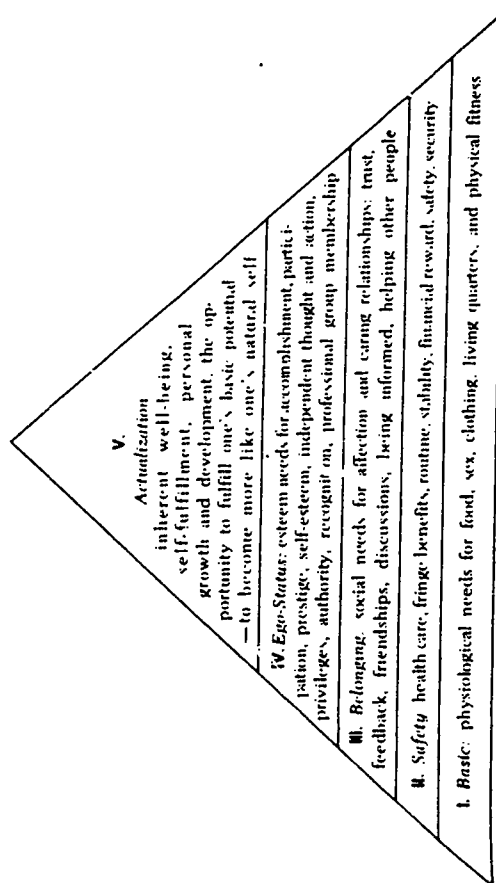 V.
Actualization
inherent well-being,
self-fulfillment, personal
growth and development, the op-
portunity to fulfill one's basic potential
—to become more like one's natural self
IV. Ego-Status: esteem needs for accomplishment, partici-
pation, prestige, self-esteem, independent thought and action,
privileges, authority, recognit on, professional group membership
III. Belonging: social needs for affection and caring relationships; trust,
feedback, friendships, discussions, being informed, helping other people
II. Safety health care, fringe benefits, routine, stability, financial reward, safety, security
I. Basic: physiological needs for food, sex, clothing, living quarters, and physical fitness